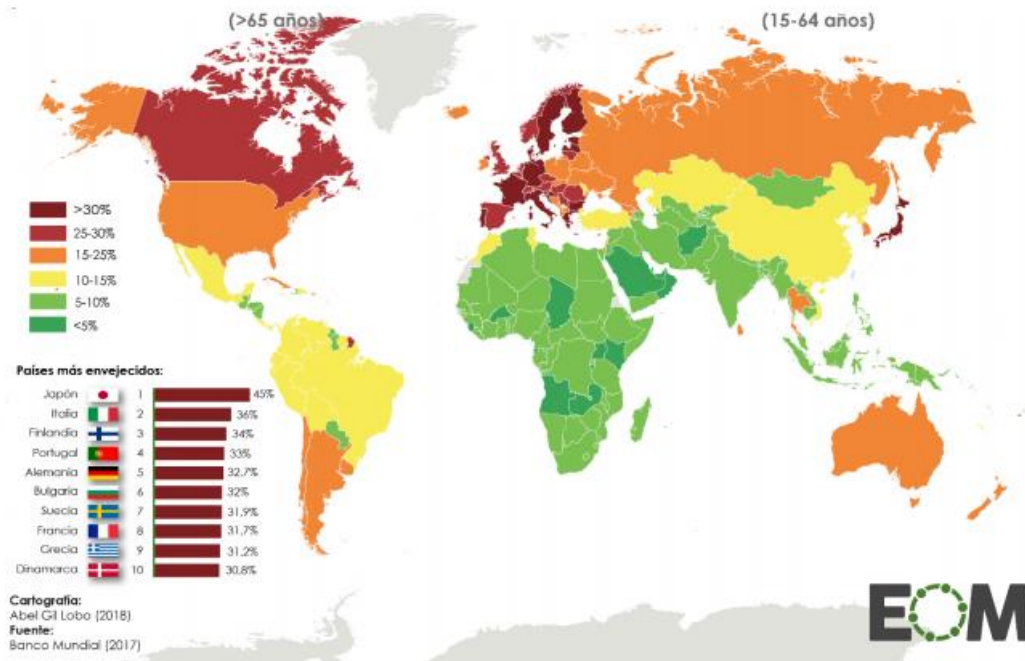 (>65 años)
(15-64 años)
>30%
25-30%
15-25%
10-15%
5-10%
<5%
Países más envejecidos:
Japón 1 45%
Italia 2 36%
Finlandia 3 34%
Portugal 4 33%
Alemania 5 32,7%
Bulgaria 6 32%
Suecia 7 31,9%
Francia 8 31,7%
Grecia 9 31,2%
Dinamarca 10 30,8%
Cartografía:
Abel Gil Lobo (2018)
Fuente:
Banco Mundial (2017)
EOM